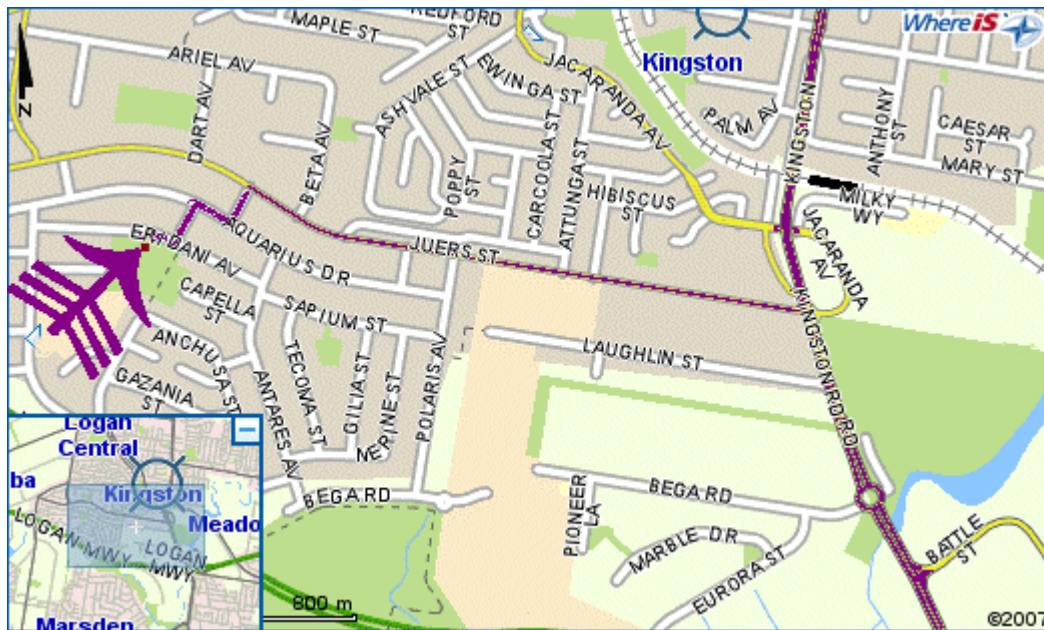 WhereiS
REDFORD ST
MAPLE ST
ARIEL AV
DART AV
BETA AV
ASHVALE ST
EWINGA ST
JACARANDA AV
Kingston
PALM AV
KINGSTON
ANTHONY ST
CAESAR ST
MARY ST
MILKY WY
JACARANDA AV
POPPY ST
CARCOOLA ST
ATTUNGA ST
HIBISCUS ST
JUERS ST
AQUARIUS DR
ERIDANI AV
CAPELLA ST
SAPIUM ST
ANCHUSA ST
GAZANIA ST
ANTARES AV
TECOMA ST
GILIA ST
NERINE ST
POLARIS AV
LAUGHLIN ST
KINGSTON RD RD
BEGA RD
BEGA RD
PIONEER LA
MARBLE DR
EURORA ST
BATTLE ST
Logan Central
ba
Kingston
Meado
LOGAN MWY
LOGAN MWY
Marsden
800 m
N
©2007